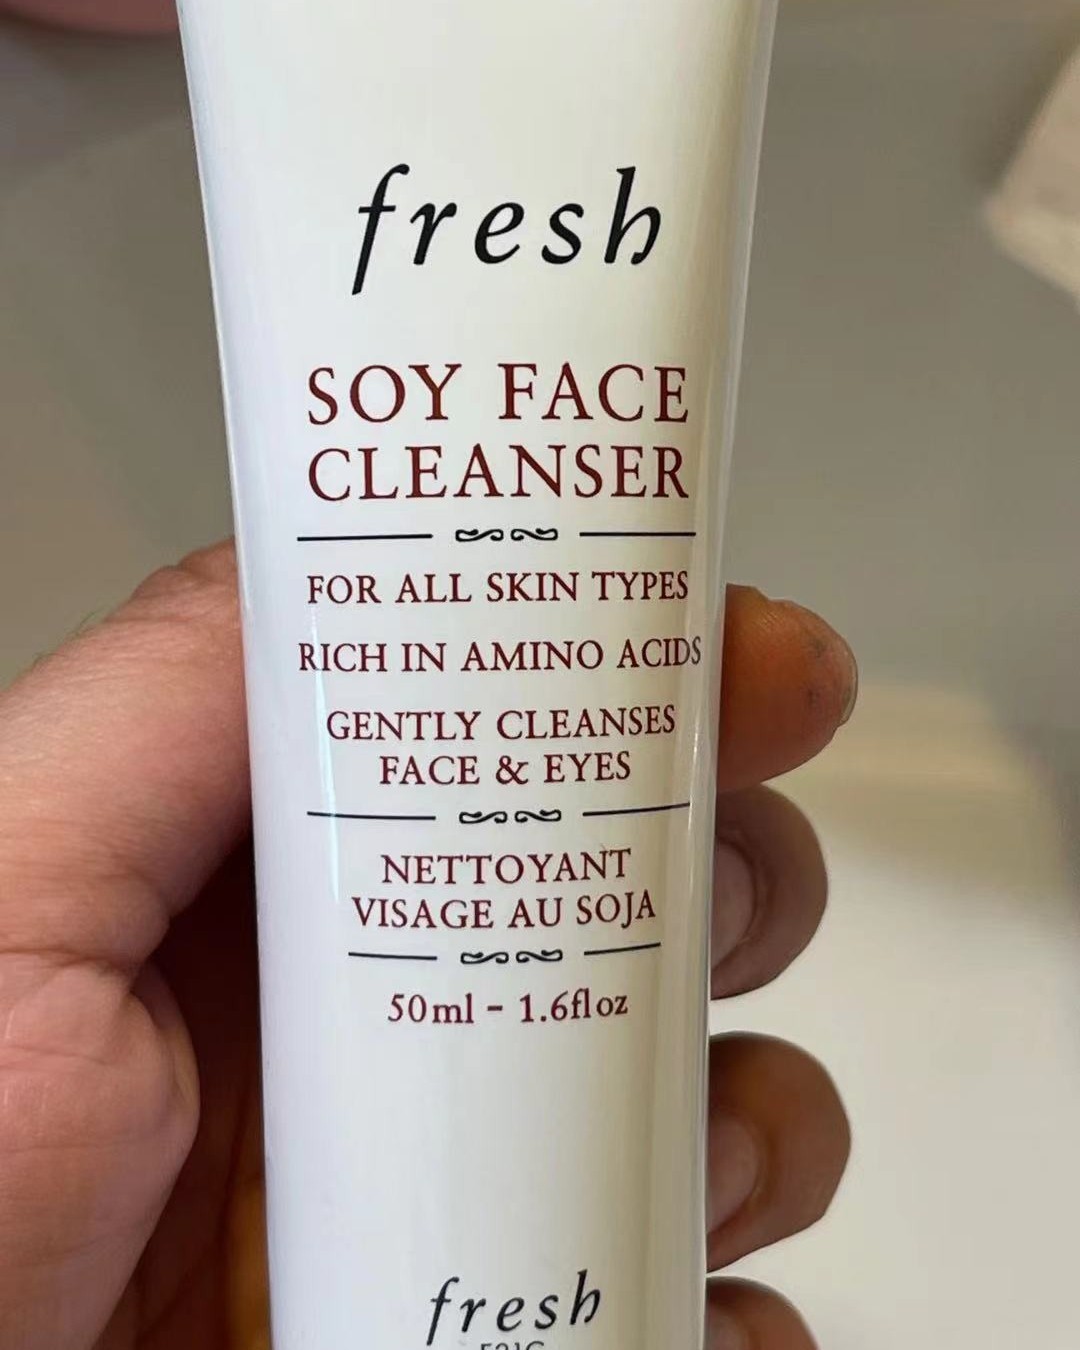 fresh
SOY FACE
CLEANSER
FOR ALL SKIN TYPES
RICH IN AMINO ACIDS
GENTLY CLEANSES
FACE & EYES
NETTOYANT
VISAGE AU SOJA
50ml - 1.6fl oz
fresh